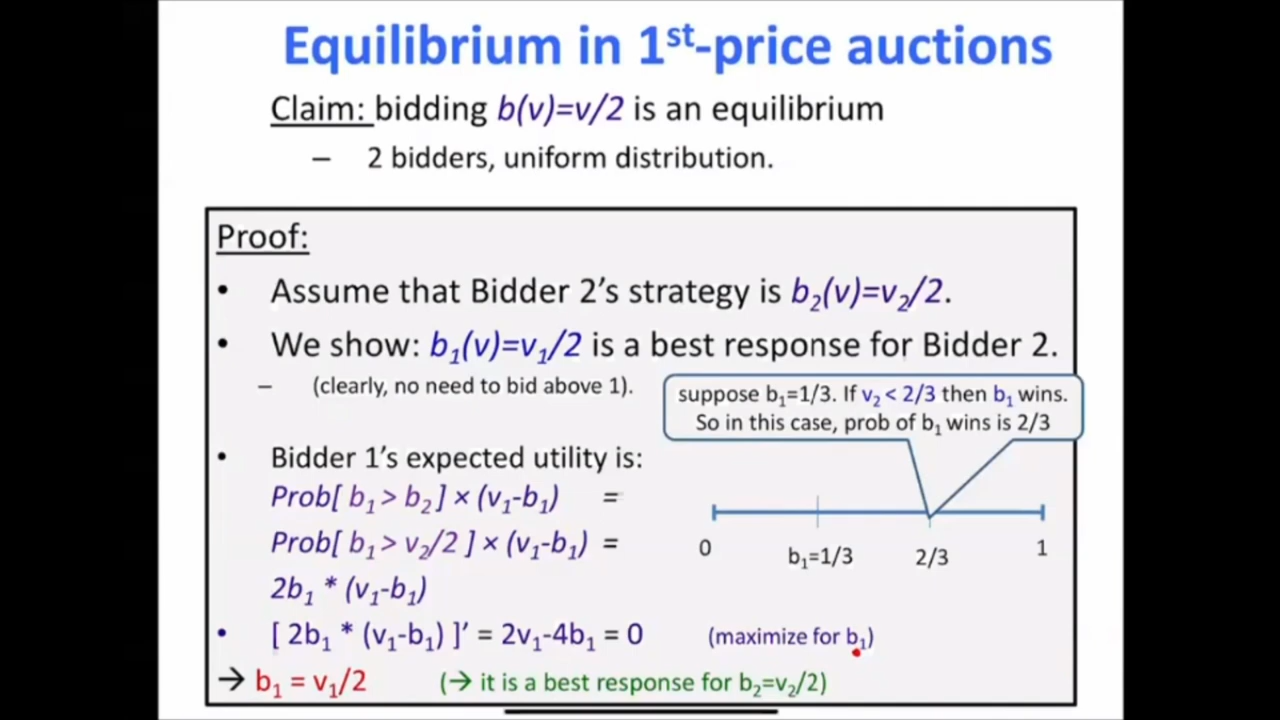 Equilibrium in 1st-price auctions
Claim: bidding b(v)=v/2 is an equilibrium
– 2 bidders, uniform distribution.
Proof:
• Assume that Bidder 2’s strategy is b₂(v)=v₂/2.
• We show: b₁(v)=v₁/2 is a best response for Bidder 2.
– (clearly, no need to bid above 1).
suppose b₁=1/3. If v₂ < 2/3 then b₁ wins.
So in this case, prob of b₁ wins is 2/3
• Bidder 1’s expected utility is:
Prob[ b₁ > b₂ ] × (v₁-b₁) =
Prob[ b₁ > v₂/2 ] × (v₁-b₁) =
2b₁ * (v₁-b₁)
0 b₁=1/3 2/3 1
• [ 2b₁ * (v₁-b₁) ]’ = 2v₁-4b₁ = 0 (maximize for b₁)
→ b₁ = v₁/2 (→ it is a best response for b₂=v₂/2)